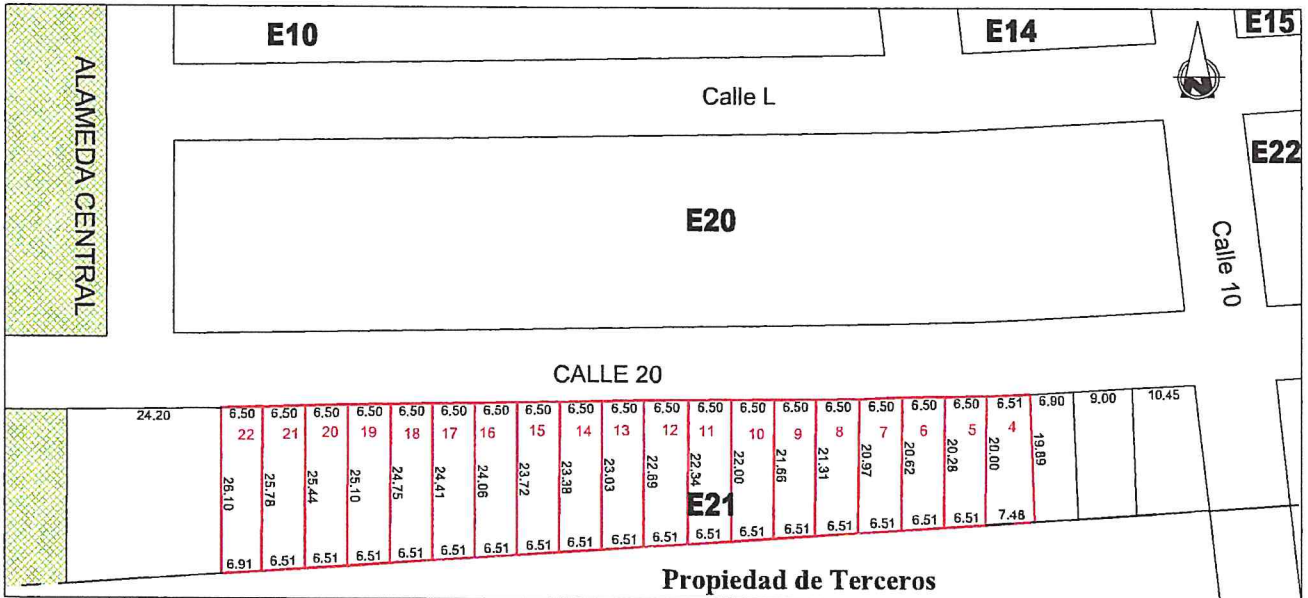 E10
E14
E15
ALAMEDA CENTRAL
Calle L
N
E22
E20
Calle 10
CALLE 20
24.20
6.50 6.50 6.50 6.50 6.50 6.50 6.50 6.50 6.50 6.50 6.50 6.50 6.50 6.50 6.50 6.50 6.50 6.50 6.51 6.90 9.00 10.45
22 21 20 19 18 17 16 15 14 13 12 11 10 9 8 7 6 5 4
26.10 25.78 25.44 25.10 24.75 24.41 24.06 23.72 23.38 23.03 22.69 22.34 22.00 21.66 21.31 20.97 20.62 20.28 20.00 19.89
E21
6.91 6.51 6.51 6.51 6.51 6.51 6.51 6.51 6.51 6.51 6.51 6.51 6.51 6.51 6.51 6.51 6.51 6.51 7.46
Propiedad de Terceros